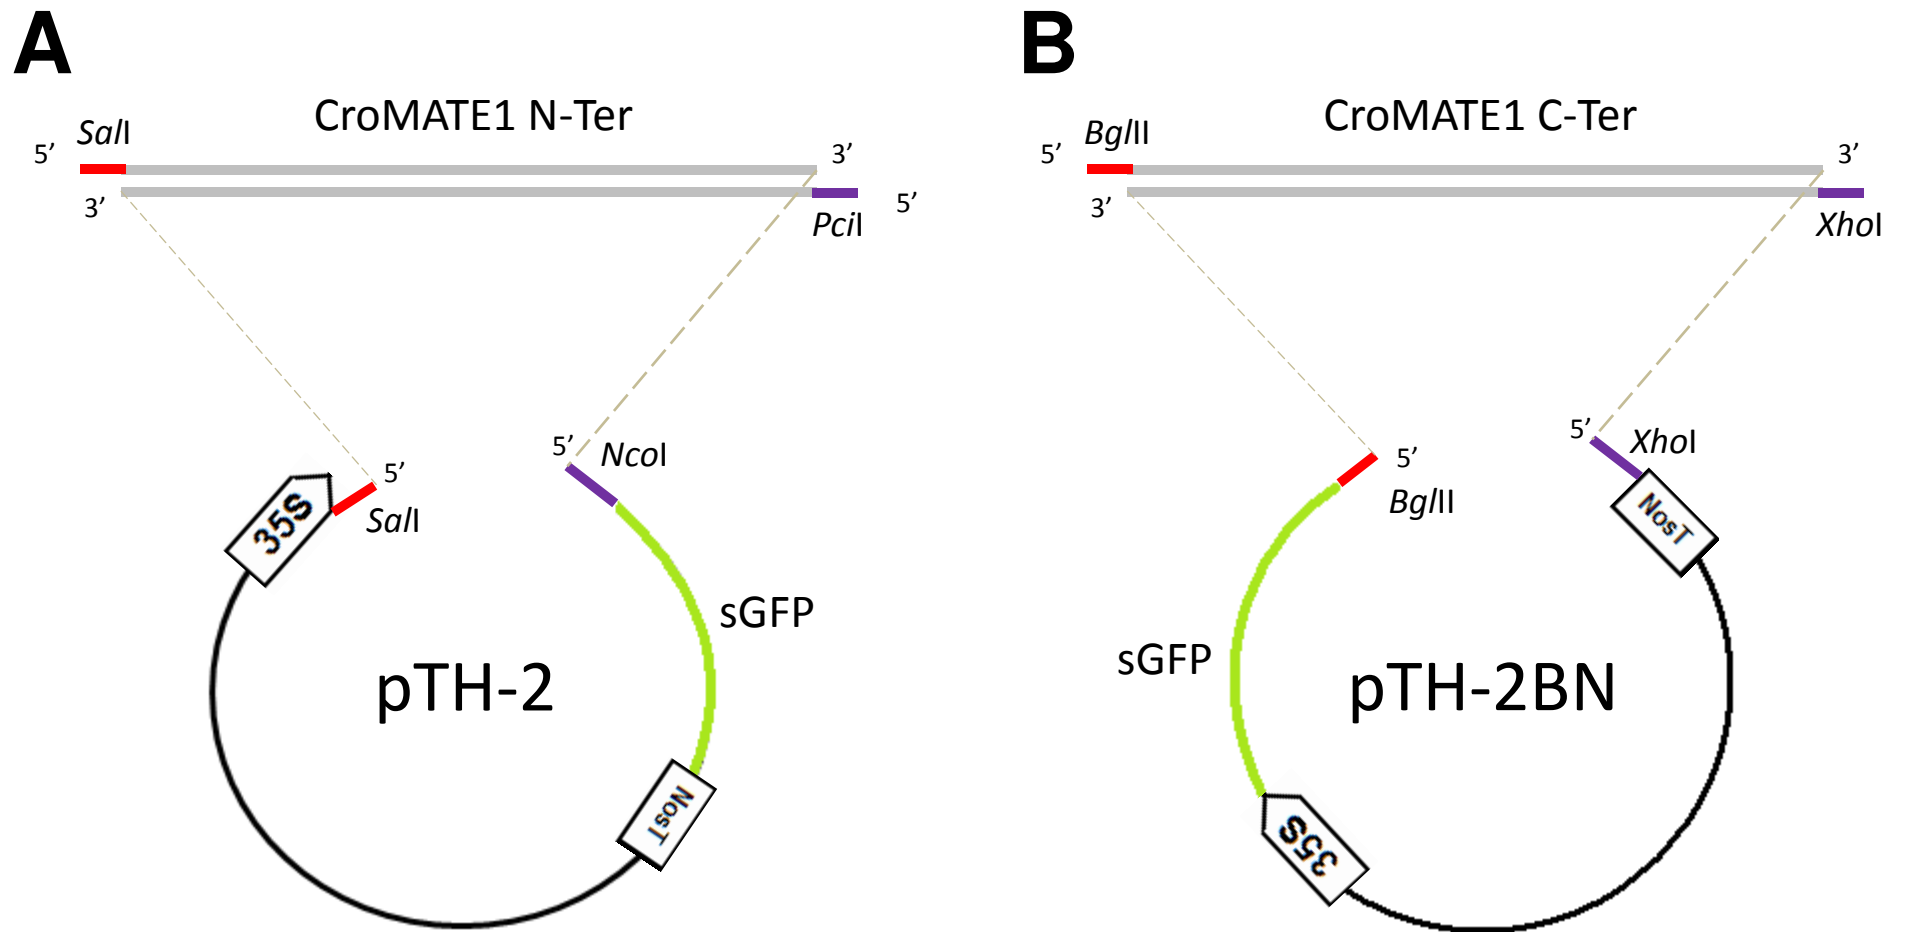 A
CroMATE1 N-Ter
SalI
5’
3’
3’
5’
PciI
5’
NcoI
5’
SalI
35S
sGFP
pTH-2
NosT
B
CroMATE1 C-Ter
BglII
5’
3’
3’
XhoI
5’
XhoI
5’
BglII
NosT
sGFP
pTH-2BN
35S